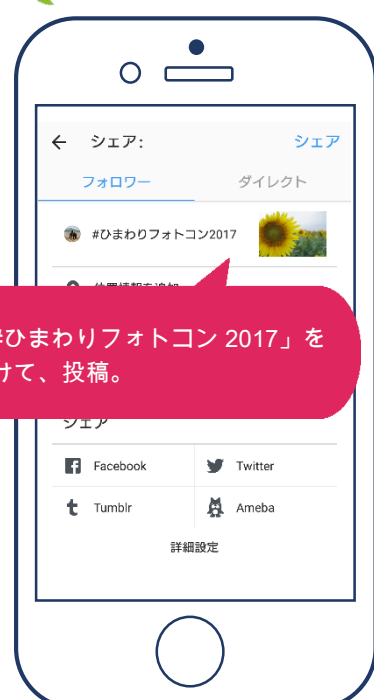 シェア:
シェア
フォロワー
ダイレクト
#ひまわりフォトコン2017
ひまわりフォトコン 2017」を
けて、投稿。
シェア
Facebook
Twitter
Tumblr
Ameba
詳細設定